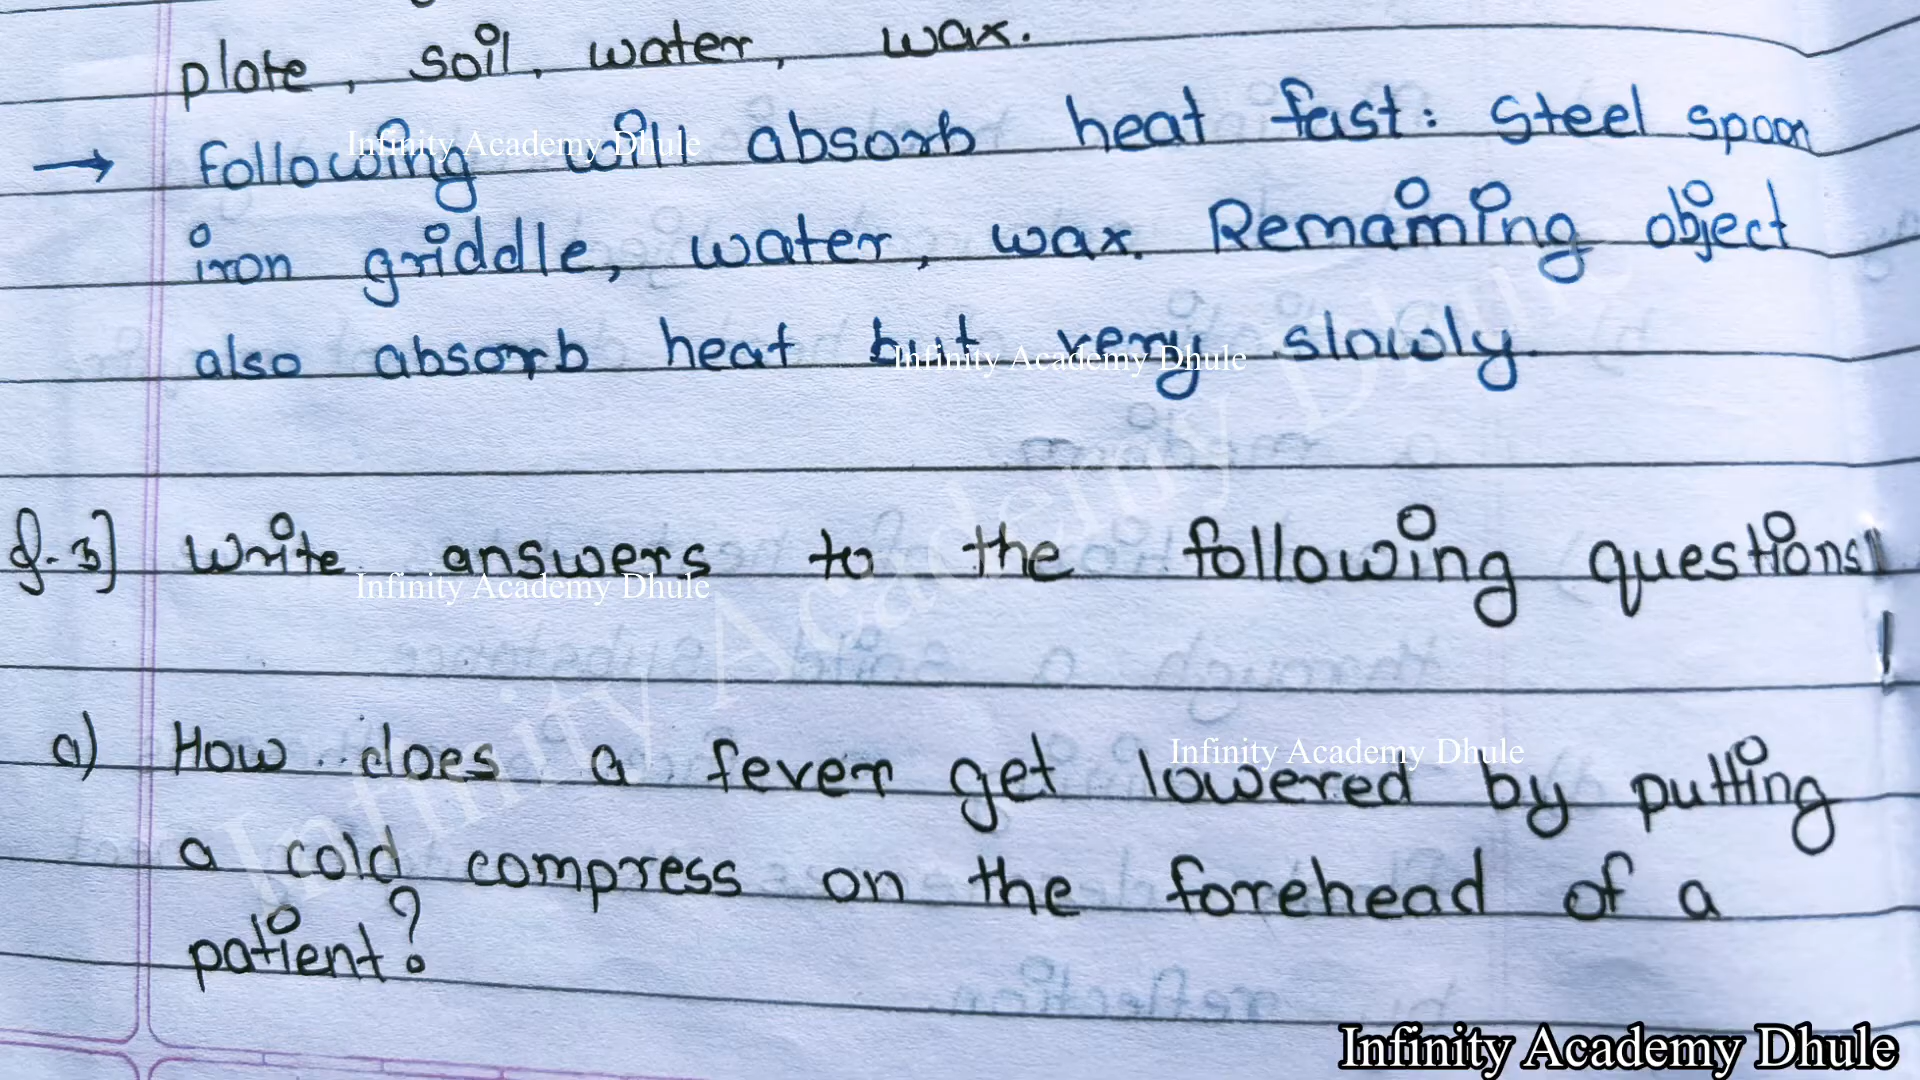 plate, soil, water, wax.
→ Following will absorb heat fast: Steel spoon
iron griddle, water, wax. Remaining object
also absorb heat but very slowly.
Q.3] Write answers to the following questions
a) How does a fever get lowered by putting
a cold compress on the forehead of a
patient?
Infinity Academy Dhule
Infinity Academy Dhule
Infinity Academy Dhule
Infinity Academy Dhule
Infinity Academy Dhule
Infinity Academy Dhule